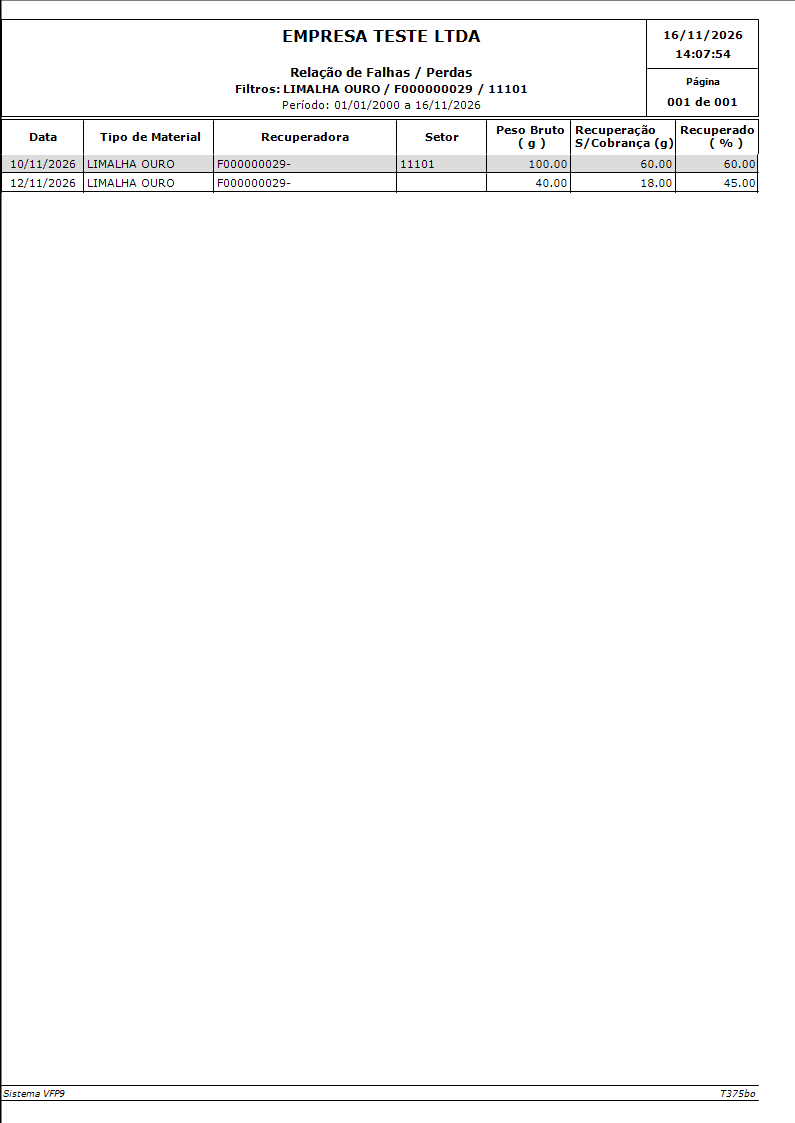 EMPRESA TESTE LTDA
16/11/2026
14:07:54
Relação de Falhas / Perdas
Filtros: LIMALHA OURO / F000000029 / 11101
Período: 01/01/2000 a 16/11/2026
Página
001 de 001
Data Tipo de Material Recuperadora Setor Peso Bruto ( g ) Recuperação S/Cobrança (g) Recuperado ( % )
10/11/2026 LIMALHA OURO F000000029- 11101 100.00 60.00 60.00
12/11/2026 LIMALHA OURO F000000029- 40.00 18.00 45.00
Sistema VFP9 T375bo